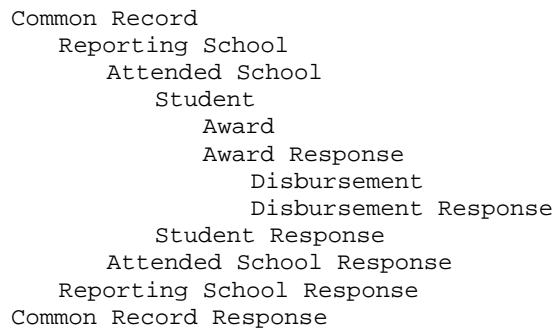 Common Record
Reporting School
Attended School
Student
Award
Award Response
Disbursement
Disbursement Response
Student Response
Attended School Response
Reporting School Response
Common Record Response